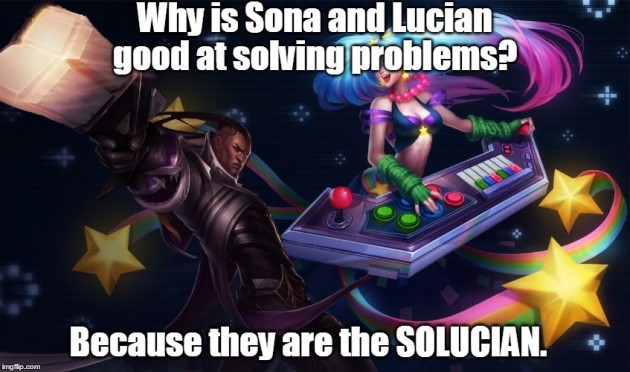 Why is Sona and Lucian
good at solving problems?
Because they are the SOLUCIAN.
imgflip.com